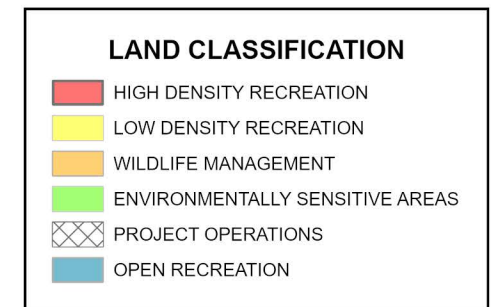 LAND CLASSIFICATION
HIGH DENSITY RECREATION
LOW DENSITY RECREATION
WILDLIFE MANAGEMENT
ENVIRONMENTALLY SENSITIVE AREAS
PROJECT OPERATIONS
OPEN RECREATION